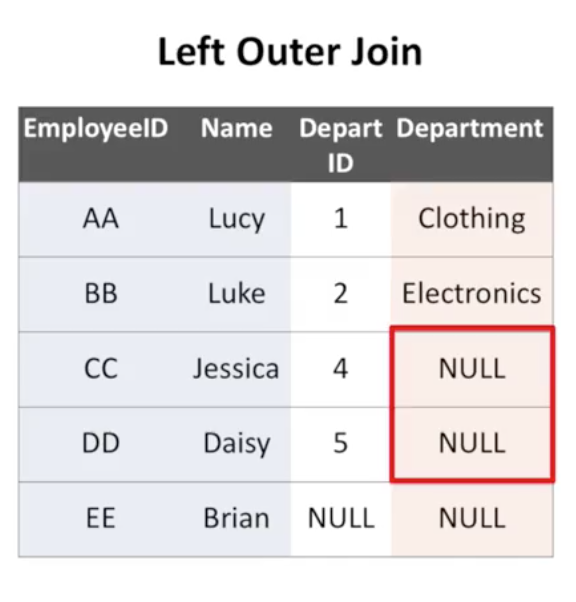 Left Outer Join
EmployeeID Name Depart ID Department
AA Lucy 1 Clothing
BB Luke 2 Electronics
CC Jessica 4 NULL
DD Daisy 5 NULL
EE Brian NULL NULL